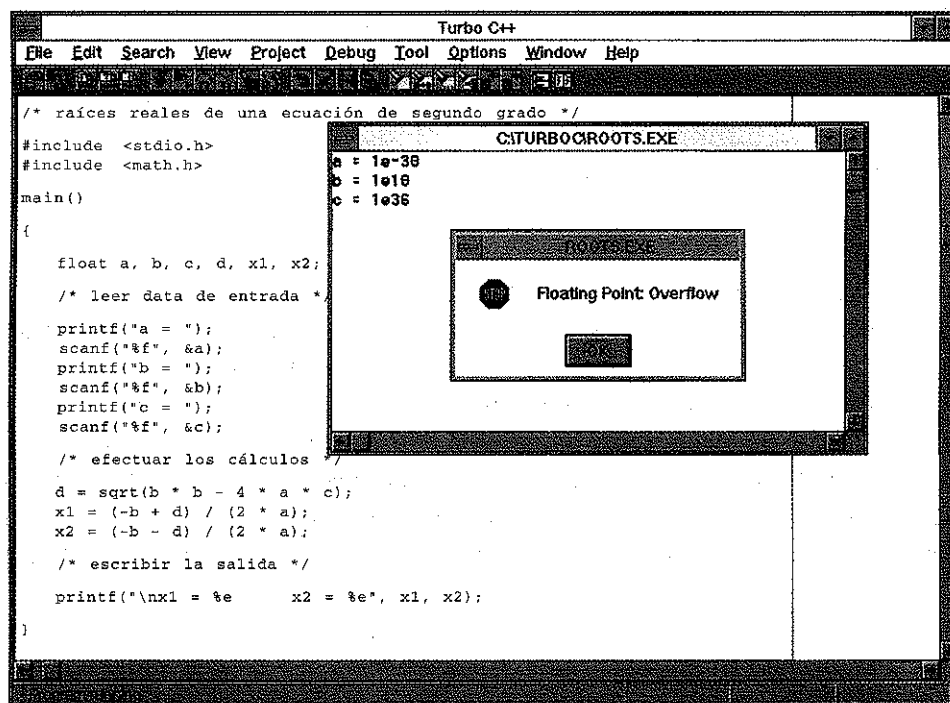 Turbo C++
File Edit Search View Project Debug Tool Options Window Help
/* raíces reales de una ecuación de segundo grado */
#include <stdio.h>
#include <math.h>
main()
{
float a, b, c, d, x1, x2;
/* leer data de entrada */
printf("a = ");
scanf("%f", &a);
printf("b = ");
scanf("%f", &b);
printf("c = ");
scanf("%f", &c);
/* efectuar los cálculos */
d = sqrt(b * b - 4 * a * c);
x1 = (-b + d) / (2 * a);
x2 = (-b - d) / (2 * a);
/* escribir la salida */
printf("\nx1 = %e x2 = %e", x1, x2);
}
C:\TURBOC\ROOTS.EXE
a = 1e-30
b = 1e10
c = 1e36
ROOTS.EXE
Floating Point: Overflow
OK